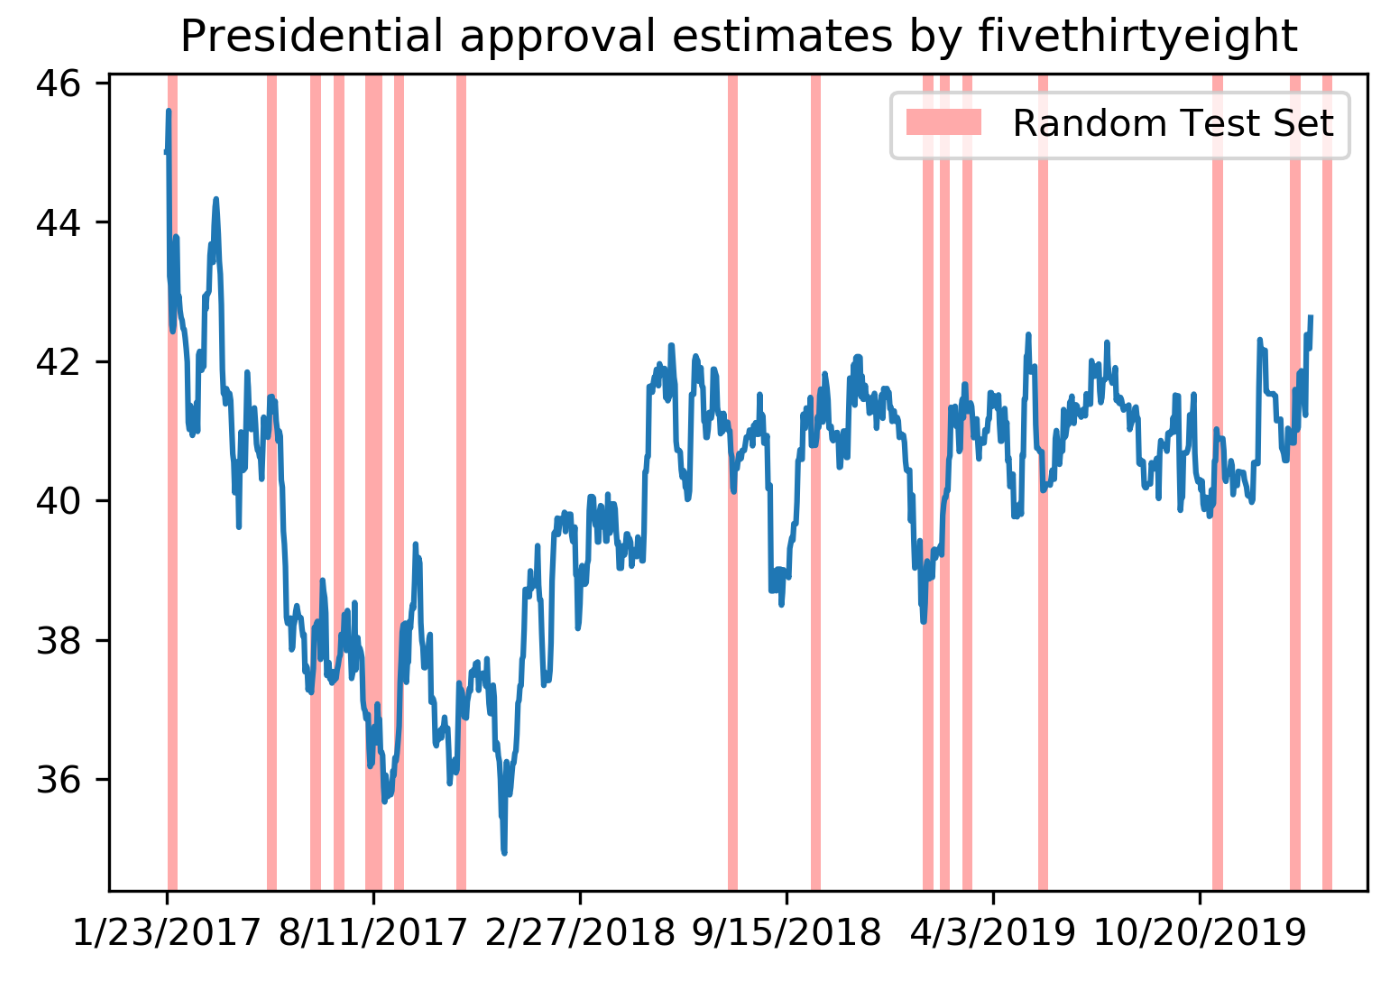 Presidential approval estimates by fivethirtyeight
46
44
42
40
38
36
Random Test Set
1/23/2017 8/11/2017 2/27/2018 9/15/2018 4/3/2019 10/20/2019